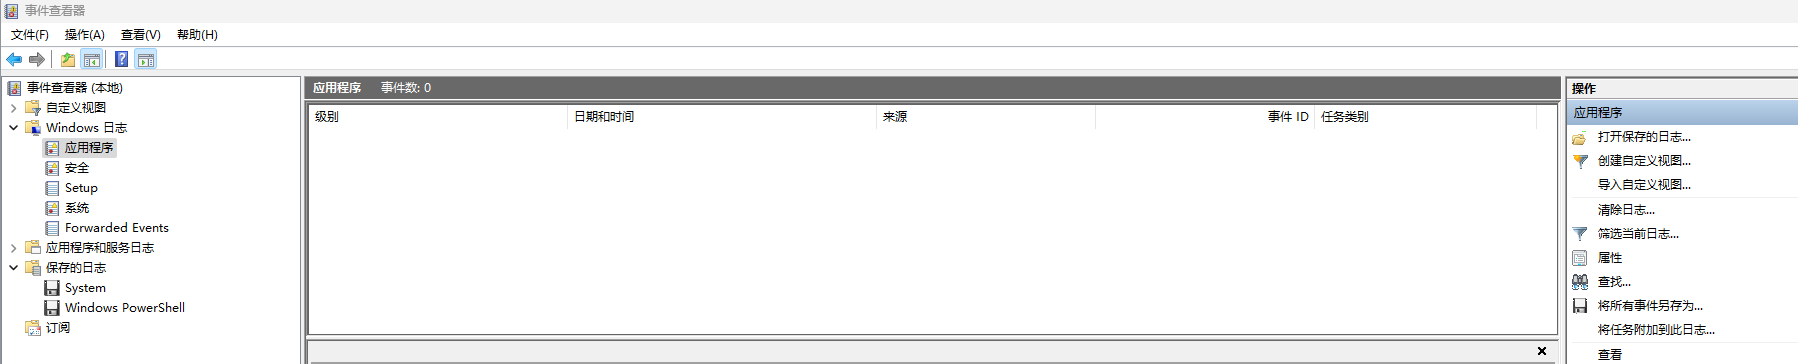 事件查看器
文件(F) 操作(A) 查看(V) 帮助(H)
事件查看器 (本地)
自定义视图
Windows 日志
应用程序
安全
Setup
系统
Forwarded Events
应用程序和服务日志
保存的日志
System
Windows PowerShell
订阅
应用程序 事件数: 0
级别 日期和时间 来源 事件 ID 任务类别
操作
应用程序
打开保存的日志...
创建自定义视图...
导入自定义视图...
清除日志...
筛选当前日志...
属性
查找...
将所有事件另存为...
将任务附加到此日志...
查看